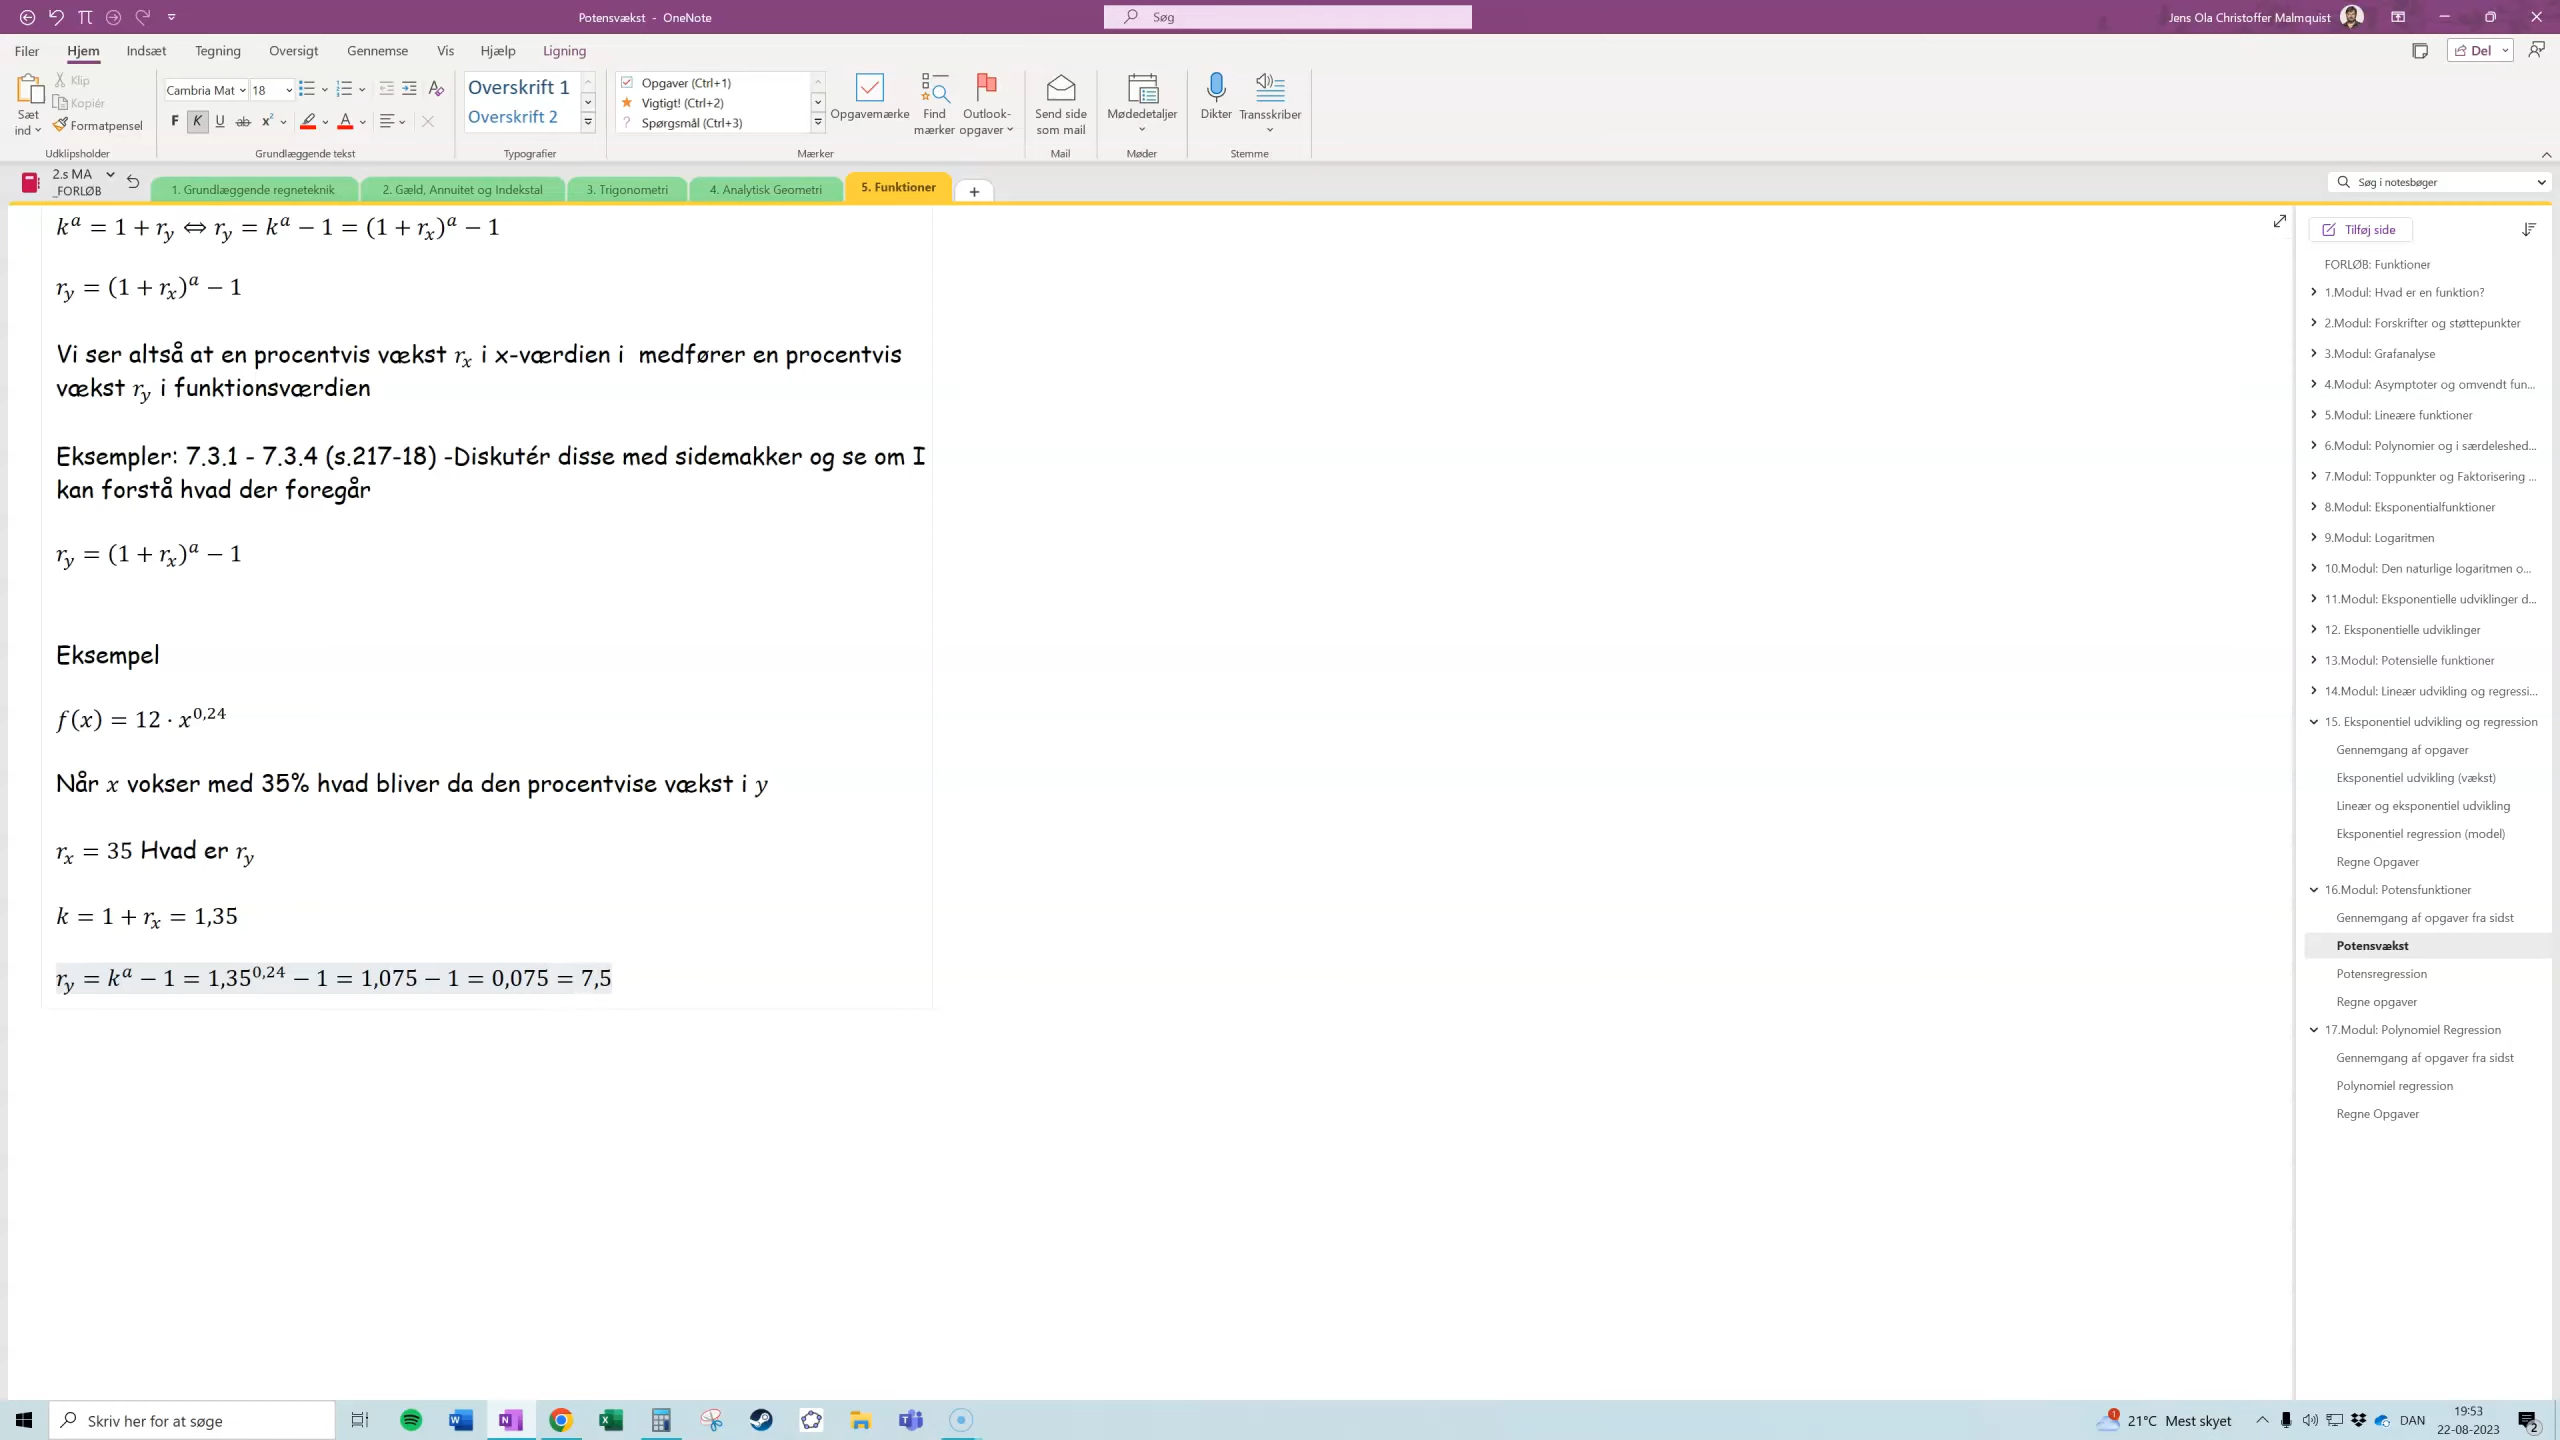 Potensvækst - OneNote
Søg
Jens Ola Christoffer Malmquist
Filer
Hjem
Indsæt
Tegning
Oversigt
Gennemse
Vis
Hjælp
Ligning
Del
Sæt ind
Klip
Kopiér
Formatpensel
Udklipsholder
Cambria Mat
18
F K U ab x²
Grundlæggende tekst
Overskrift 1
Overskrift 2
Typografier
Opgaver (Ctrl+1)
Vigtigt! (Ctrl+2)
Spørgsmål (Ctrl+3)
Opgavemærke
Find mærker
Outlook-opgaver
Mærker
Send side som mail
Mail
Mødedetaljer
Møder
Dikter
Transskriber
Stemme
2.s MA _FORLØB
1. Grundlæggende regneteknik
2. Gæld, Annuitet og Indekstal
3. Trigonometri
4. Analytisk Geometri
5. Funktioner
+
Søg i notesbøger
k^a = 1 + r_y ⇔ r_y = k^a − 1 = (1 + r_x)^a − 1
r_y = (1 + r_x)^a − 1
Vi ser altså at en procentvis vækst r_x i x-værdien i  medfører en procentvis
vækst r_y i funktionsværdien
Eksempler: 7.3.1 - 7.3.4 (s.217-18) -Diskutér disse med sidemakker og se om I
kan forstå hvad der foregår
r_y = (1 + r_x)^a − 1
Eksempel
f(x) = 12 · x^0,24
Når x vokser med 35% hvad bliver da den procentvise vækst i y
r_x = 35 Hvad er r_y
k = 1 + r_x = 1,35
r_y = k^a − 1 = 1,35^0,24 − 1 = 1,075 − 1 = 0,075 = 7,5
Tilføj side
FORLØB: Funktioner
1.Modul: Hvad er en funktion?
2.Modul: Forskrifter og støttepunkter
3.Modul: Grafanalyse
4.Modul: Asymptoter og omvendt fun...
5.Modul: Lineære funktioner
6.Modul: Polynomier og i særdeleshed...
7.Modul: Toppunkter og Faktorisering ...
8.Modul: Eksponentialfunktioner
9.Modul: Logaritmen
10.Modul: Den naturlige logaritmen o...
11.Modul: Eksponentielle udviklinger d...
12. Eksponentielle udviklinger
13.Modul: Potensielle funktioner
14.Modul: Lineær udvikling og regressi...
15. Eksponentiel udvikling og regression
Gennemgang af opgaver
Eksponentiel udvikling (vækst)
Lineær og eksponentiel udvikling
Eksponentiel regression (model)
Regne Opgaver
16.Modul: Potensfunktioner
Gennemgang af opgaver fra sidst
Potensvækst
Potensregression
Regne opgaver
17.Modul: Polynomiel Regression
Gennemgang af opgaver fra sidst
Polynomiel regression
Regne Opgaver
Skriv her for at søge
1
21°C Mest skyet
DAN
19:53
22-08-2023
2